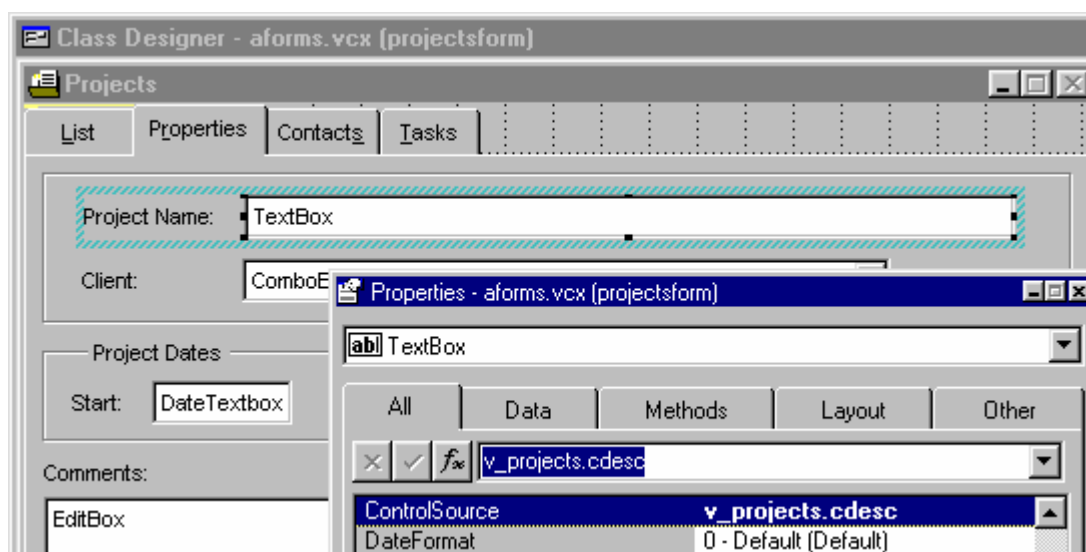 Class Designer - aforms.vcx (projectsform)
Projects
List Properties Contacts Tasks
Project Name: TextBox
Client:
Properties - aforms.vcx (projectsform)
abl TextBox
Project Dates
Start: DateTextbox
All Data Methods Layout Other
fx v_projects.cdesc
Comments:
EditBox
ControlSource v_projects.cdesc
DateFormat 0 - Default (Default)